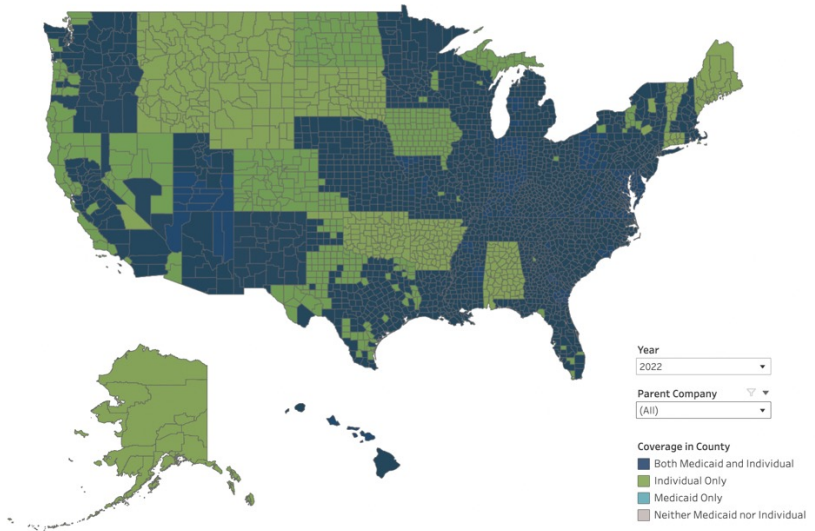 Year
2022
Parent Company
(All)
Coverage in County
Both Medicaid and Individual
Individual Only
Medicaid Only
Neither Medicaid nor Individual